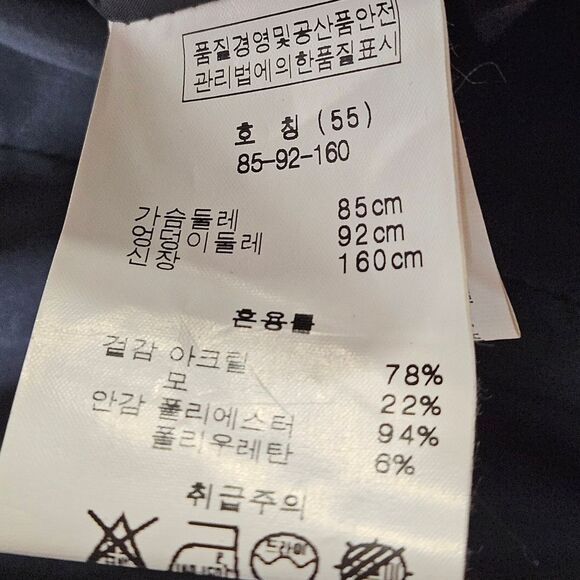 품질경영및공산품안전
관리법에의한품질표시
호 칭 (55)
85-92-160
가슴둘레 85cm
엉덩이둘레 92cm
신장 160cm
혼용률
겉감 아크릴 78%
모 22%
안감 폴리에스터 94%
폴리우레탄 6%
취급주의
드라이